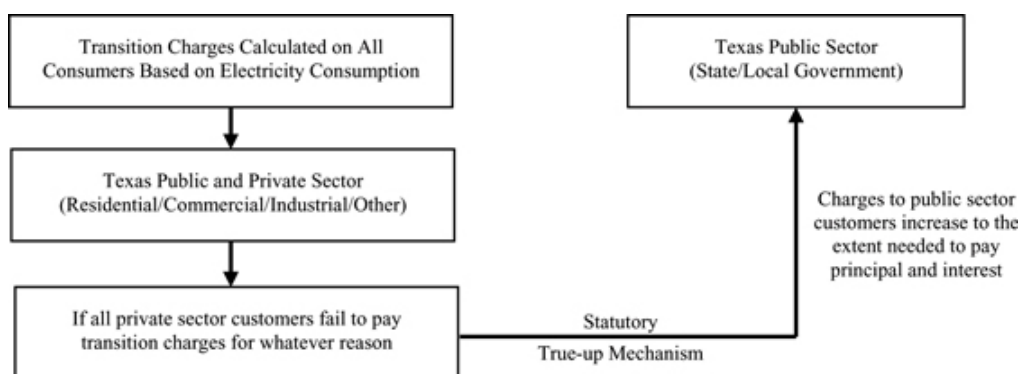 Transition Charges Calculated on All
Consumers Based on Electricity Consumption
Texas Public Sector
(State/Local Government)
Texas Public and Private Sector
(Residential/Commercial/Industrial/Other)
Charges to public sector
customers increase to the
extent needed to pay
principal and interest
If all private sector customers fail to pay
transition charges for whatever reason
Statutory
True-up Mechanism